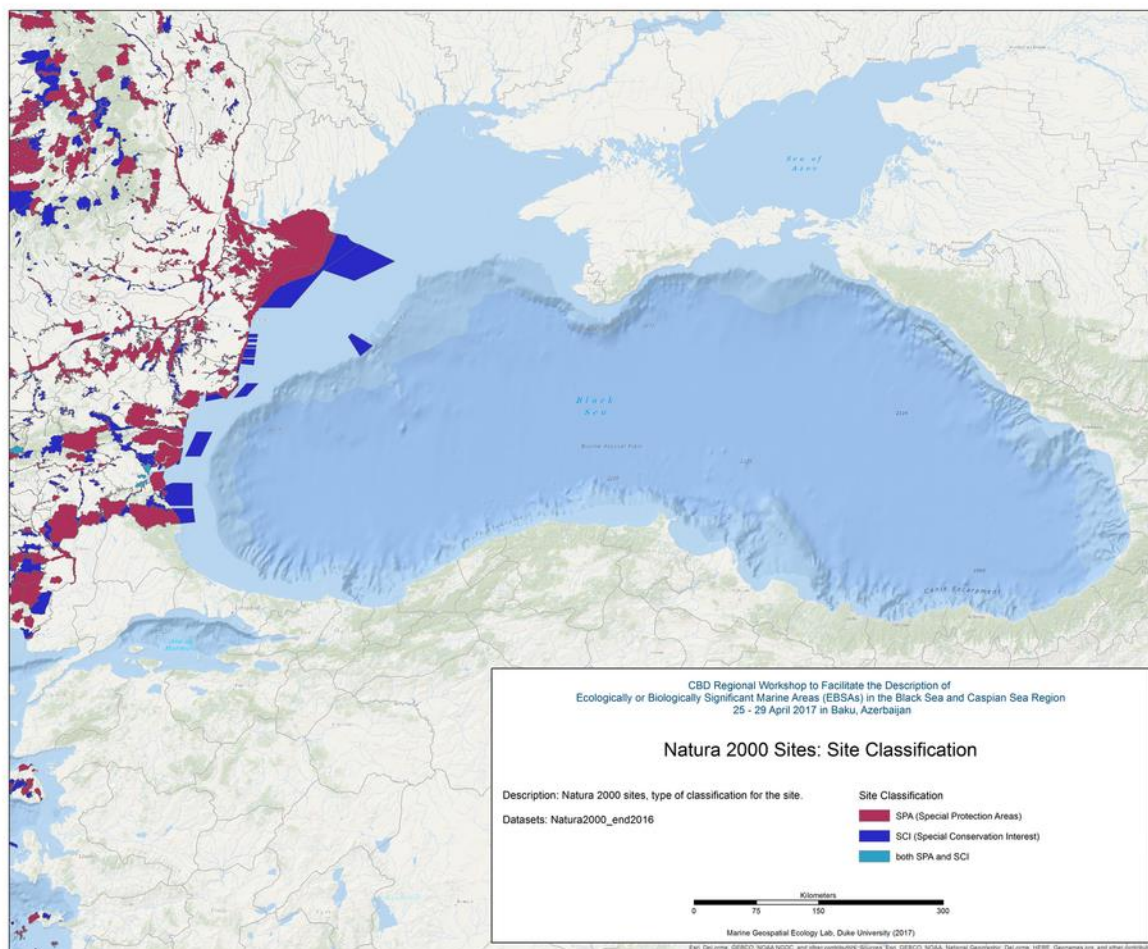 Sea of
Azov
Black
Sea
Sea of
Marmara
CBD Regional Workshop to Facilitate the Description of
Ecologically or Biologically Significant Marine Areas (EBSAs) in the Black Sea and Caspian Sea Region
25 - 29 April 2017 in Baku, Azerbaijan
Natura 2000 Sites: Site Classification
Description: Natura 2000 sites, type of classification for the site.
Datasets: Natura2000_end2016
Site Classification
SPA (Special Protection Areas)
SCI (Special Conservation Interest)
both SPA and SCI
Kilometers
0 75 150 300
Marine Geospatial Ecology Lab, Duke University (2017)